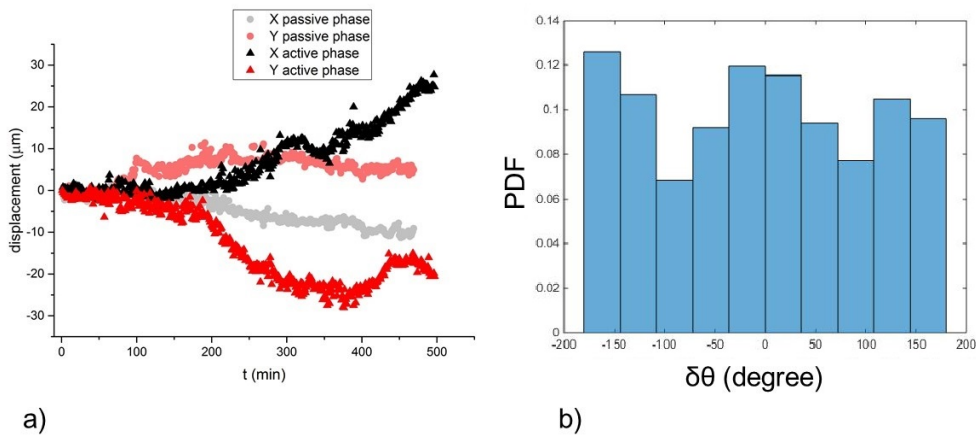 X passive phase
Y passive phase
X active phase
Y active phase
30
20
10
0
-10
-20
-30
displacement (µm)
0 100 200 300 400 500
t (min)
a)
0.14
0.12
0.1
0.08
0.06
0.04
0.02
0
PDF
-200 -150 -100 -50 0 50 100 150 200
δθ (degree)
b)